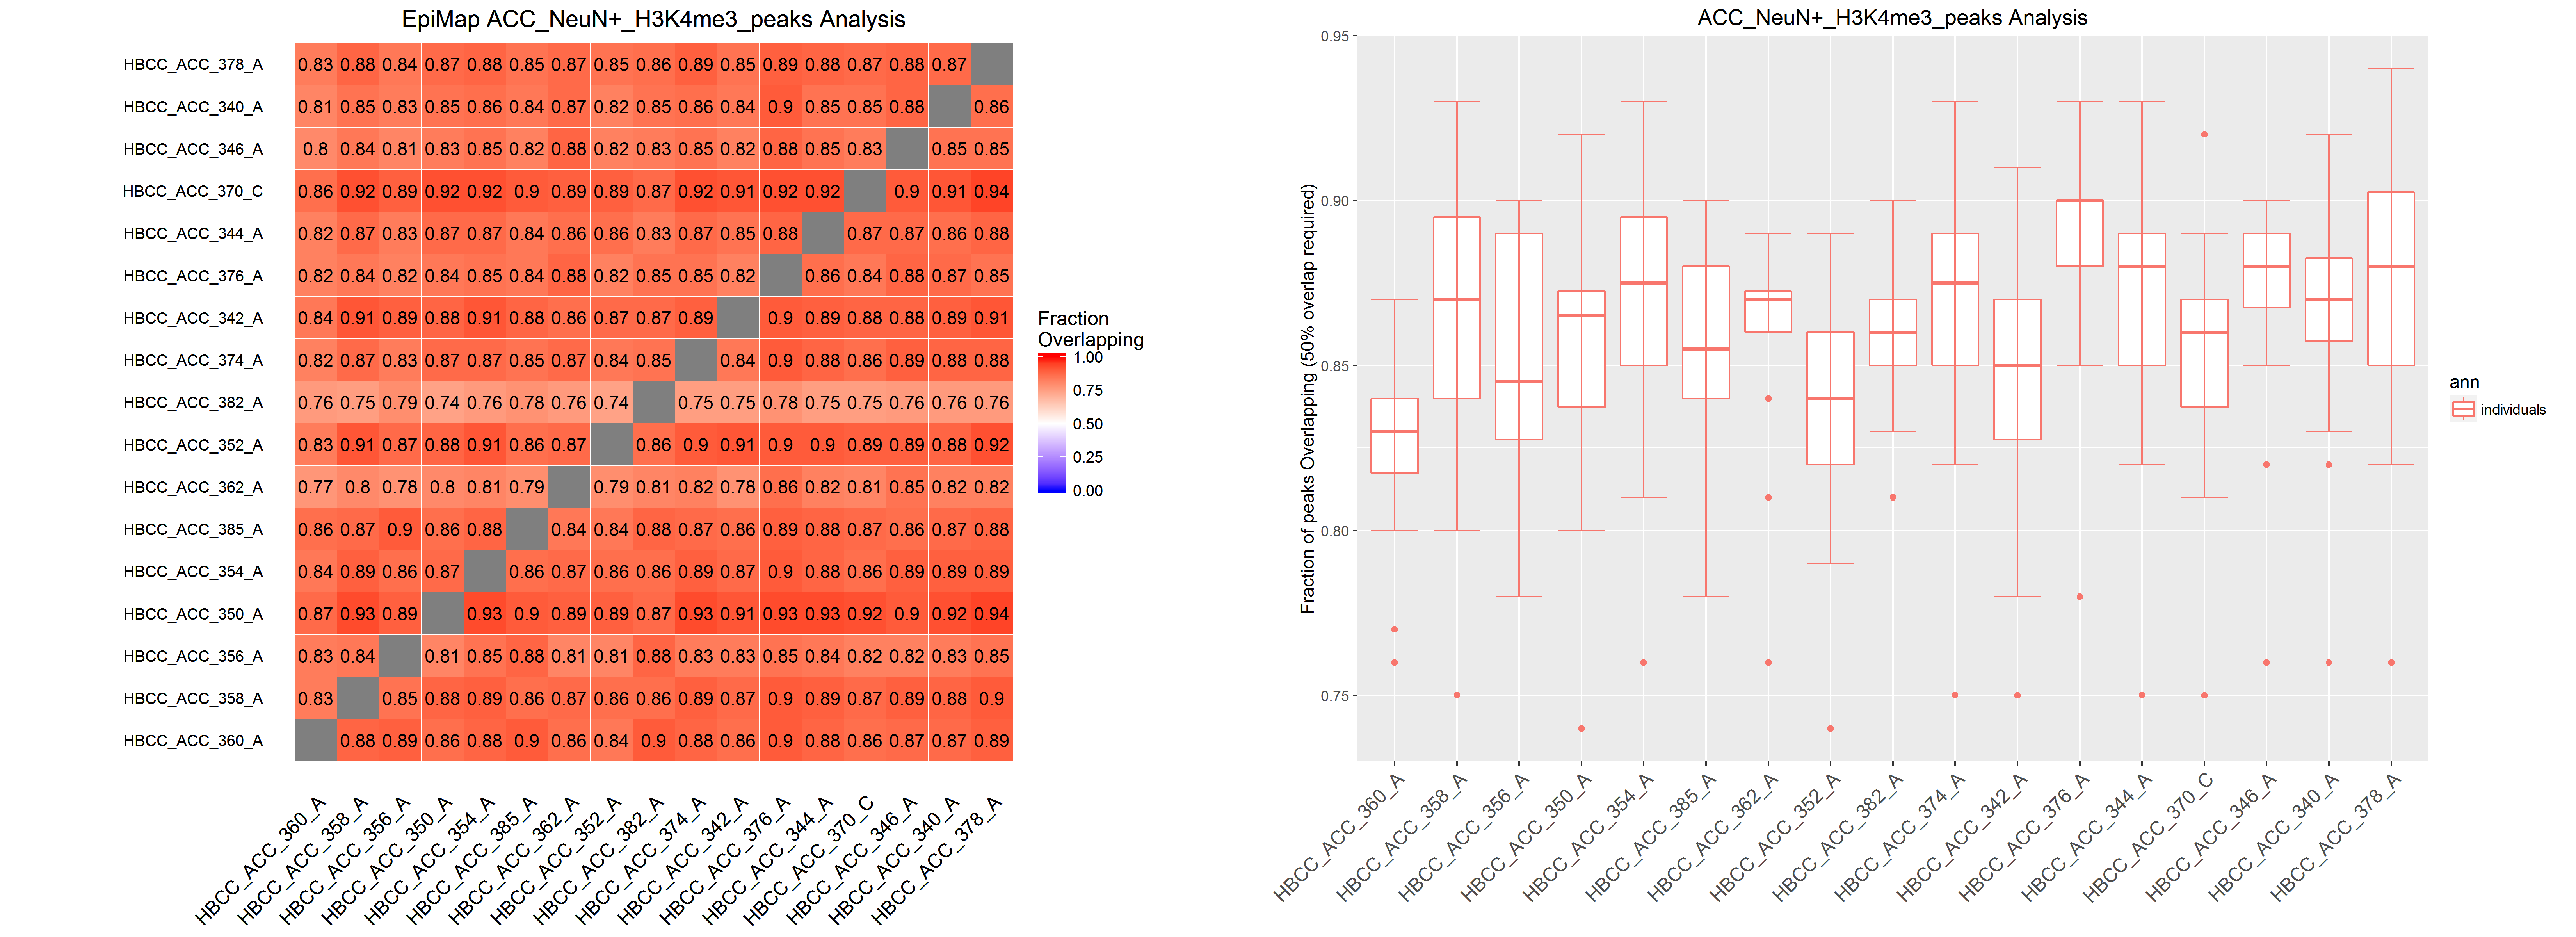 EpiMap ACC_NeuN+_H3K4me3_peaks Analysis
HBCC_ACC_378_A 0.83 0.88 0.84 0.87 0.88 0.85 0.87 0.85 0.86 0.89 0.85 0.89 0.88 0.87 0.88 0.87
HBCC_ACC_340_A 0.81 0.85 0.83 0.85 0.86 0.84 0.87 0.82 0.85 0.86 0.84 0.9 0.85 0.85 0.88 0.86
HBCC_ACC_346_A 0.8 0.84 0.81 0.83 0.85 0.82 0.88 0.82 0.83 0.85 0.82 0.88 0.85 0.83 0.85 0.85
HBCC_ACC_370_C 0.86 0.92 0.89 0.92 0.92 0.9 0.89 0.89 0.87 0.92 0.91 0.92 0.92 0.9 0.91 0.94
HBCC_ACC_344_A 0.82 0.87 0.83 0.87 0.87 0.84 0.86 0.86 0.83 0.87 0.85 0.88 0.87 0.87 0.86 0.88
HBCC_ACC_376_A 0.82 0.84 0.82 0.84 0.85 0.84 0.88 0.82 0.85 0.85 0.82 0.86 0.84 0.88 0.87 0.85
HBCC_ACC_342_A 0.84 0.91 0.89 0.88 0.91 0.88 0.86 0.87 0.87 0.89 0.9 0.89 0.88 0.88 0.89 0.91
HBCC_ACC_374_A 0.82 0.87 0.83 0.87 0.87 0.85 0.87 0.84 0.85 0.84 0.9 0.88 0.86 0.89 0.88 0.88
HBCC_ACC_382_A 0.76 0.75 0.79 0.74 0.76 0.78 0.76 0.74 0.75 0.75 0.78 0.75 0.75 0.76 0.76 0.76
HBCC_ACC_352_A 0.83 0.91 0.87 0.88 0.91 0.86 0.87 0.86 0.9 0.91 0.9 0.9 0.89 0.89 0.88 0.92
HBCC_ACC_362_A 0.77 0.8 0.78 0.8 0.81 0.79 0.79 0.81 0.82 0.78 0.86 0.82 0.81 0.85 0.82 0.82
HBCC_ACC_385_A 0.86 0.87 0.9 0.86 0.88 0.84 0.84 0.88 0.87 0.86 0.89 0.88 0.87 0.86 0.87 0.88
HBCC_ACC_354_A 0.84 0.89 0.86 0.87 0.86 0.87 0.86 0.86 0.89 0.87 0.9 0.88 0.86 0.89 0.89 0.89
HBCC_ACC_350_A 0.87 0.93 0.89 0.93 0.9 0.89 0.89 0.87 0.93 0.91 0.93 0.93 0.92 0.9 0.92 0.94
HBCC_ACC_356_A 0.83 0.84 0.81 0.85 0.88 0.81 0.81 0.88 0.83 0.83 0.85 0.84 0.82 0.82 0.83 0.85
HBCC_ACC_358_A 0.83 0.85 0.88 0.89 0.86 0.87 0.86 0.86 0.89 0.87 0.9 0.89 0.87 0.89 0.88 0.9
HBCC_ACC_360_A 0.88 0.89 0.86 0.88 0.9 0.86 0.84 0.9 0.88 0.86 0.9 0.88 0.86 0.87 0.87 0.89
HBCC_ACC_360_A
HBCC_ACC_358_A
HBCC_ACC_356_A
HBCC_ACC_350_A
HBCC_ACC_354_A
HBCC_ACC_385_A
HBCC_ACC_362_A
HBCC_ACC_352_A
HBCC_ACC_382_A
HBCC_ACC_374_A
HBCC_ACC_342_A
HBCC_ACC_376_A
HBCC_ACC_344_A
HBCC_ACC_370_C
HBCC_ACC_346_A
HBCC_ACC_340_A
HBCC_ACC_378_A
Fraction
Overlapping
1.00
0.75
0.50
0.25
0.00
ACC_NeuN+_H3K4me3_peaks Analysis
Fraction of peaks Overlapping (50% overlap required)
0.95
0.90
0.85
0.80
0.75
HBCC_ACC_360_A
HBCC_ACC_358_A
HBCC_ACC_356_A
HBCC_ACC_350_A
HBCC_ACC_354_A
HBCC_ACC_385_A
HBCC_ACC_362_A
HBCC_ACC_352_A
HBCC_ACC_382_A
HBCC_ACC_374_A
HBCC_ACC_342_A
HBCC_ACC_376_A
HBCC_ACC_344_A
HBCC_ACC_370_C
HBCC_ACC_346_A
HBCC_ACC_340_A
HBCC_ACC_378_A
ann
individuals